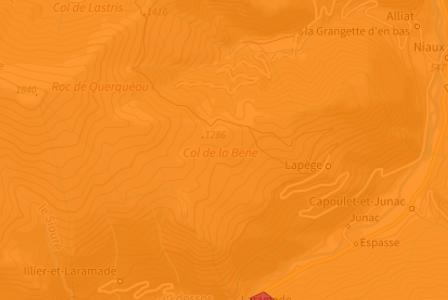 Col de Lastris
1416
Alliat
la Grangette d'en bas
Niaux
Roc de Querquéou
1840
1286
Col de la Bène
Lapège
Capoulet-et-Junac
Junac
Espasse
Illier-et-Laramade